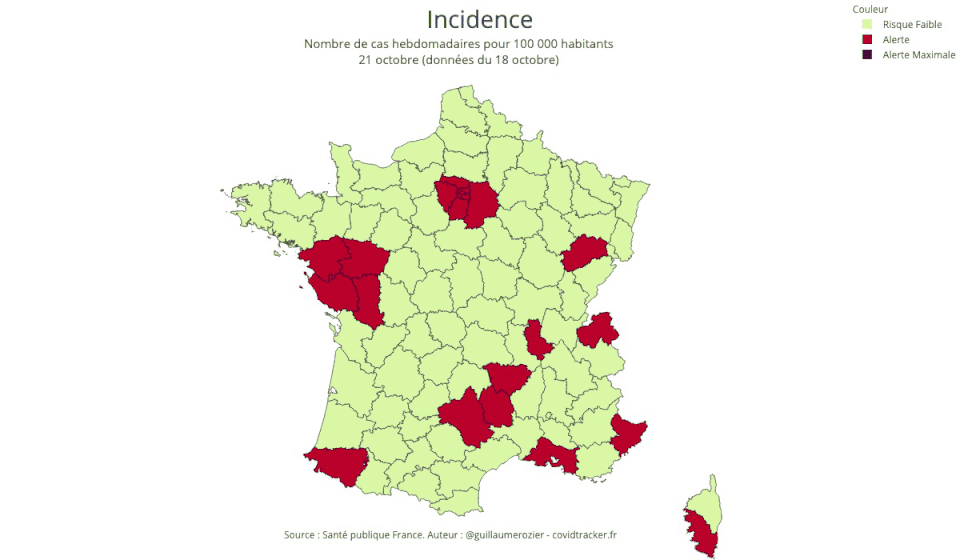 Incidence
Nombre de cas hebdomadaires pour 100 000 habitants
21 octobre (données du 18 octobre)
Couleur
Risque Faible
Alerte
Alerte Maximale
Source : Santé publique France. Auteur : @guillaumerozier - covidtracker.fr